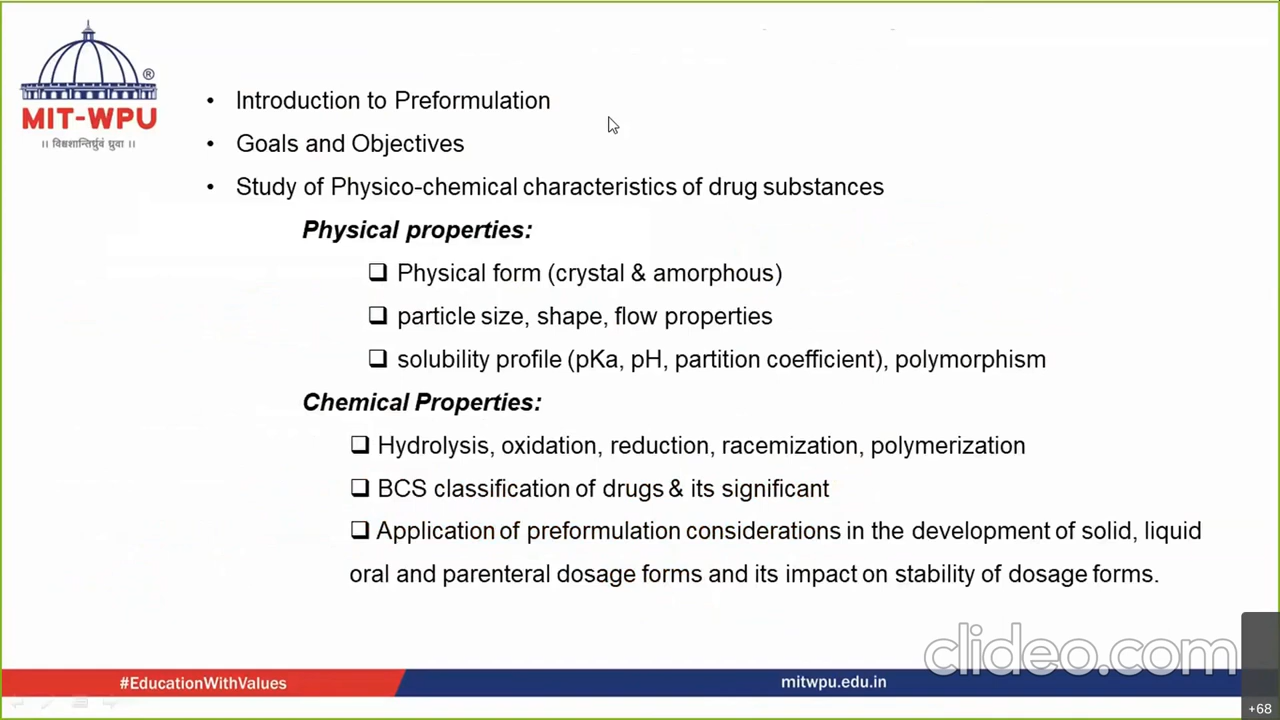 ®
MIT-WPU
।। विश्वशान्तिर्ध्रुवं ध्रुवा ।।
• Introduction to Preformulation
• Goals and Objectives
• Study of Physico-chemical characteristics of drug substances
Physical properties:
❑ Physical form (crystal & amorphous)
❑ particle size, shape, flow properties
❑ solubility profile (pKa, pH, partition coefficient), polymorphism
Chemical Properties:
❑ Hydrolysis, oxidation, reduction, racemization, polymerization
❑ BCS classification of drugs & its significant
❑ Application of preformulation considerations in the development of solid, liquid
oral and parenteral dosage forms and its impact on stability of dosage forms.
clideo.com
#EducationWithValues
mitwpu.edu.in
+68